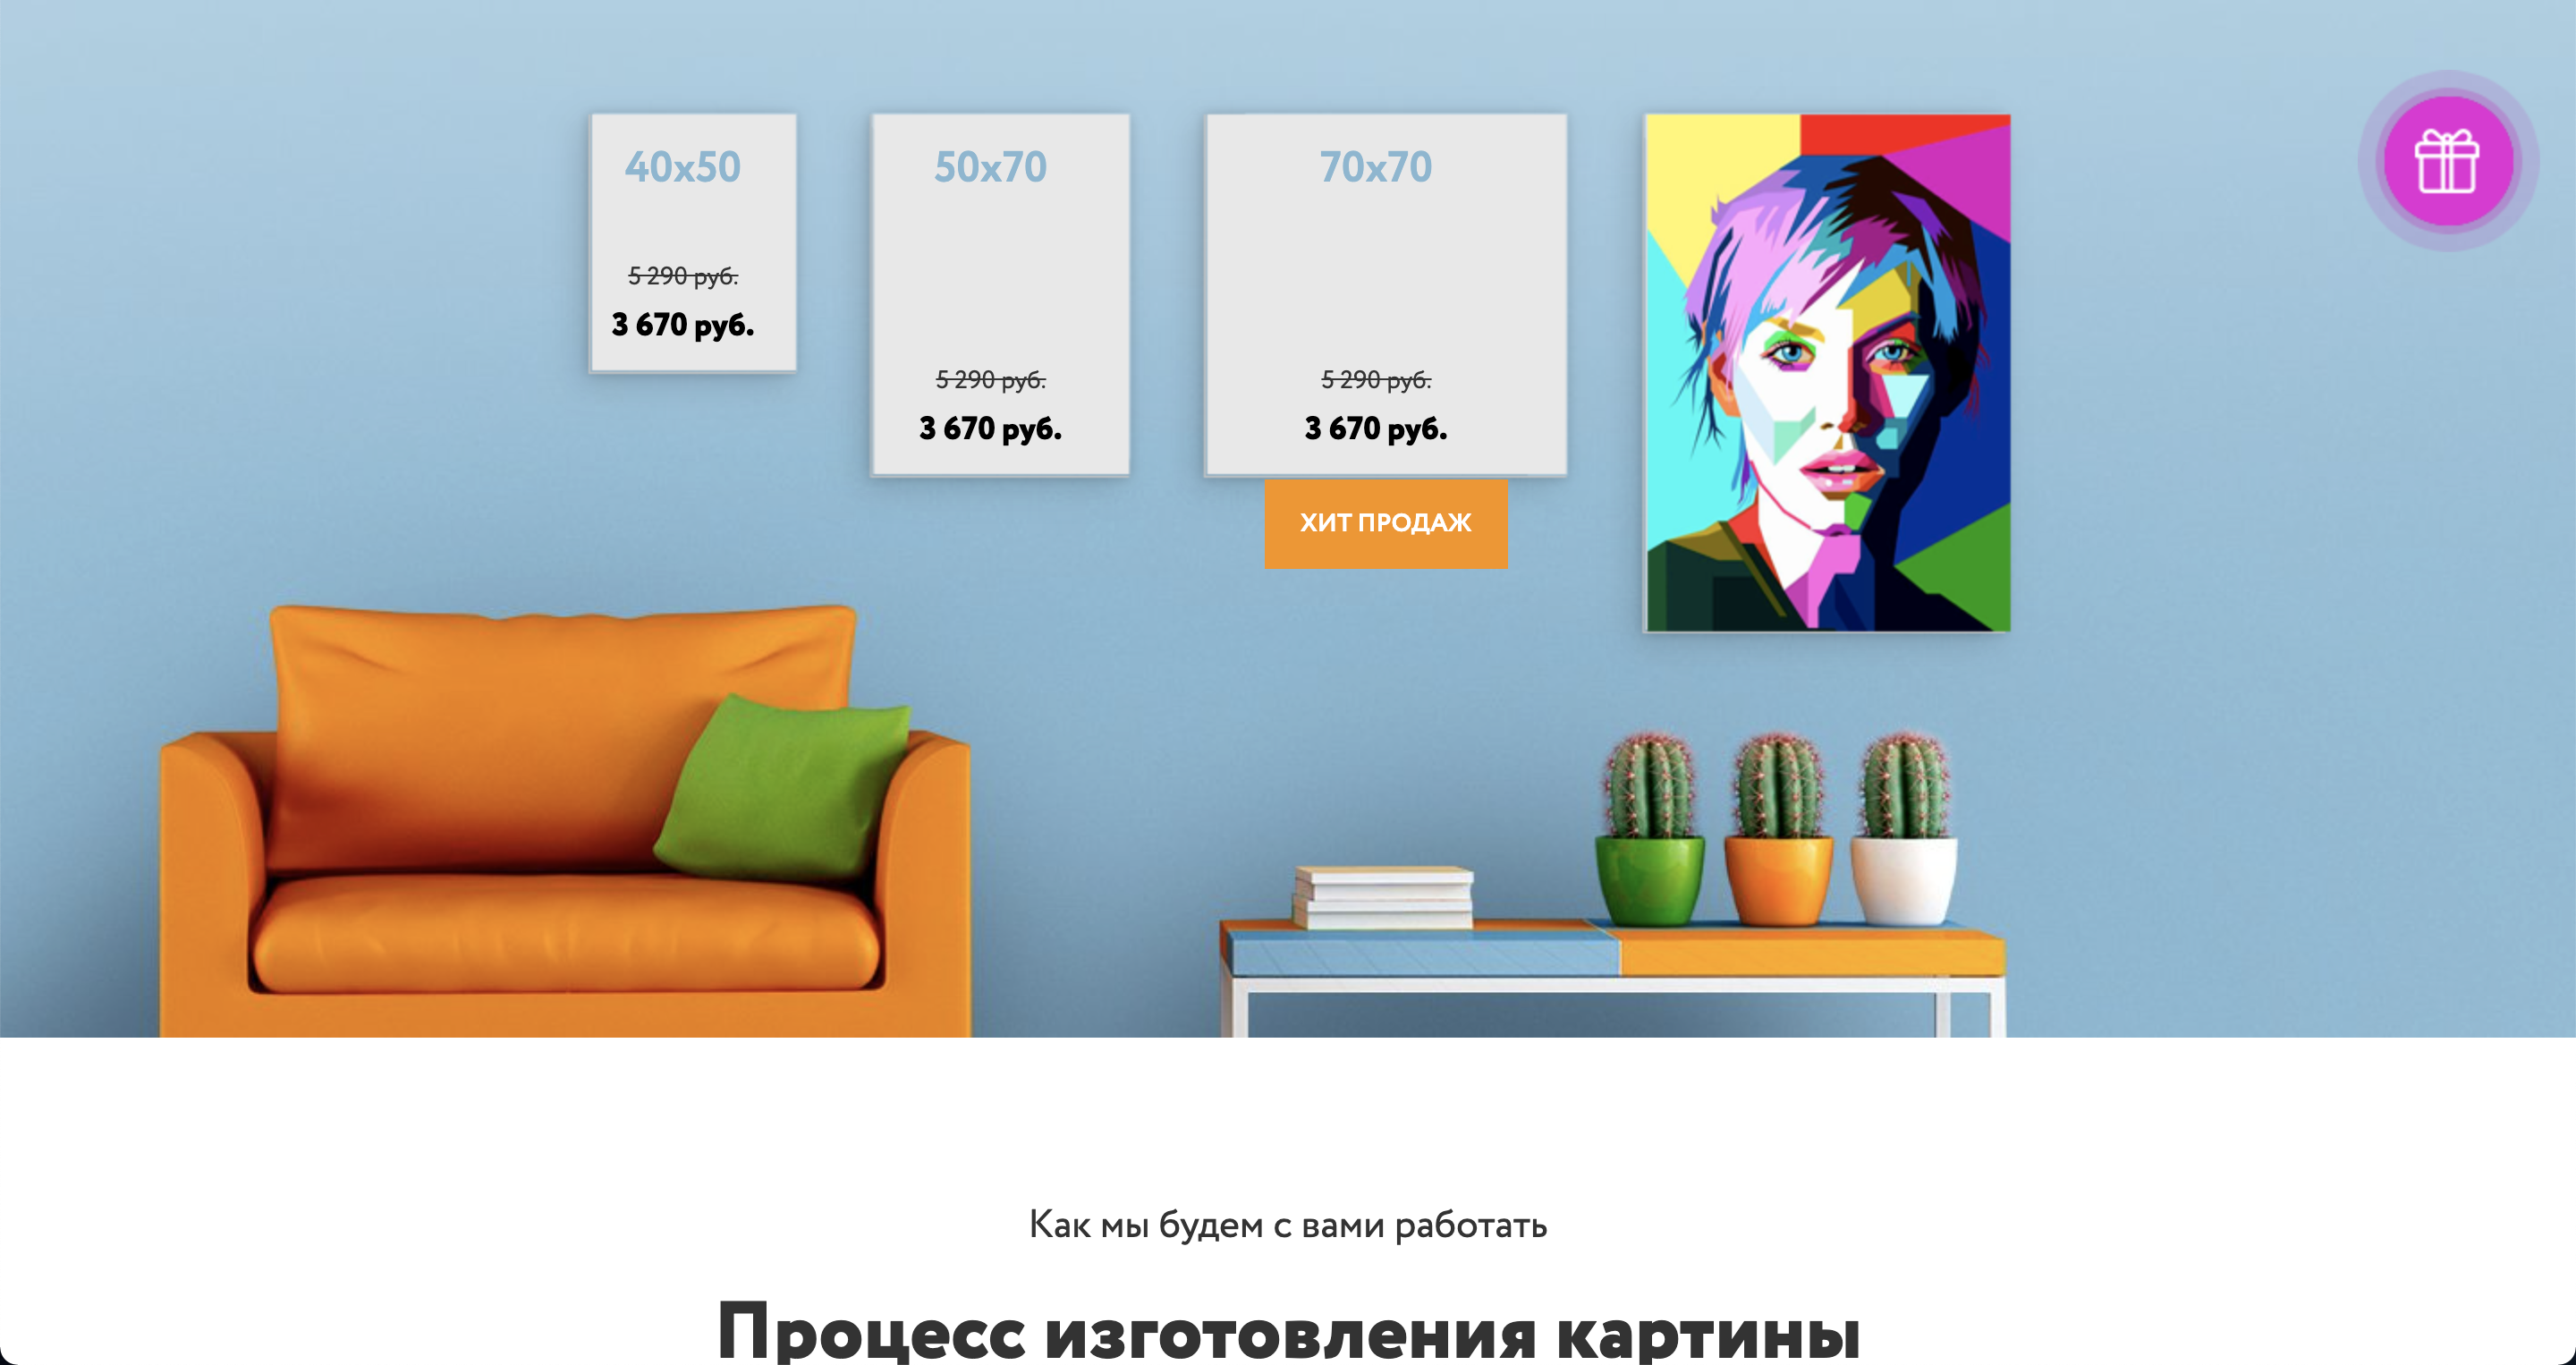 40x50
5 290 руб.
3 670 руб.
50x70
5 290 руб.
3 670 руб.
70x70
5 290 руб.
3 670 руб.
ХИТ ПРОДАЖ
Как мы будем с вами работать
Процесс изготовления картины